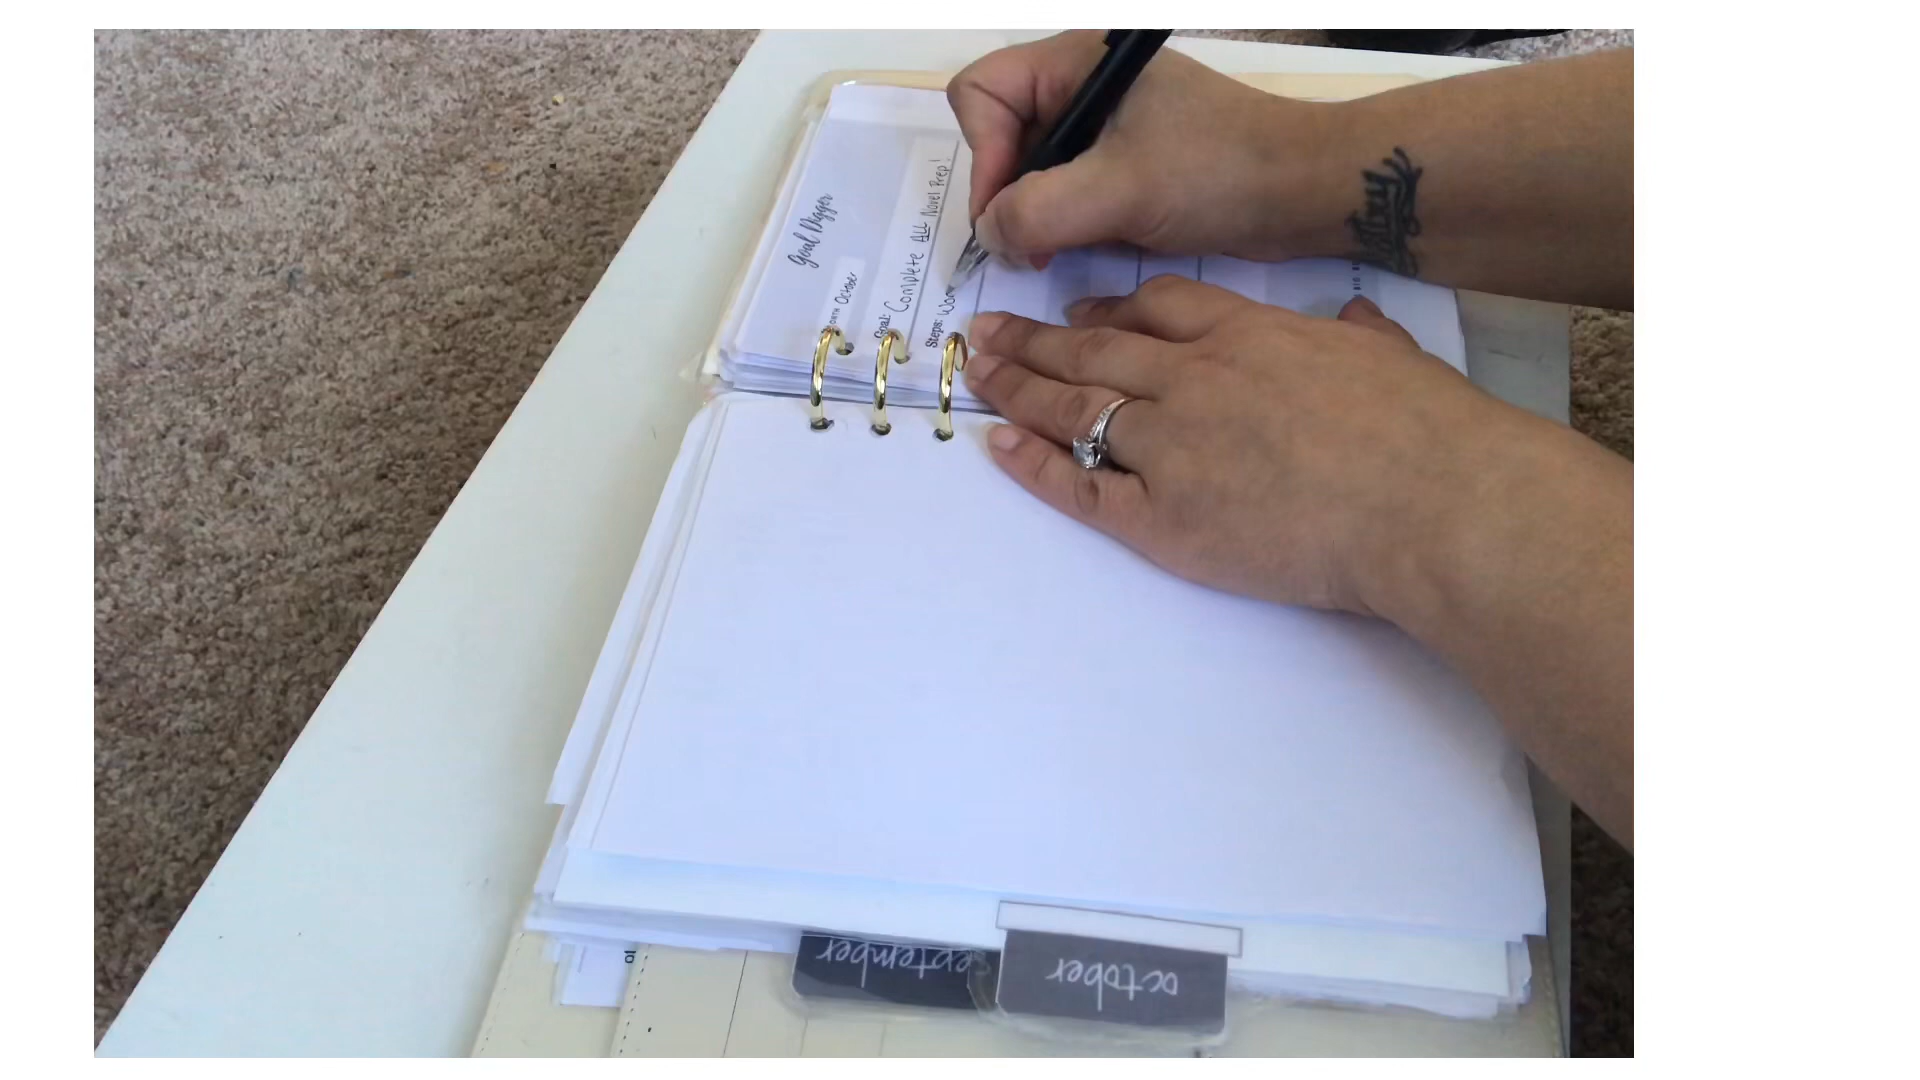 Goal Digger
October
Goal: Complete ALL Novel Prep!
Steps:
september
october